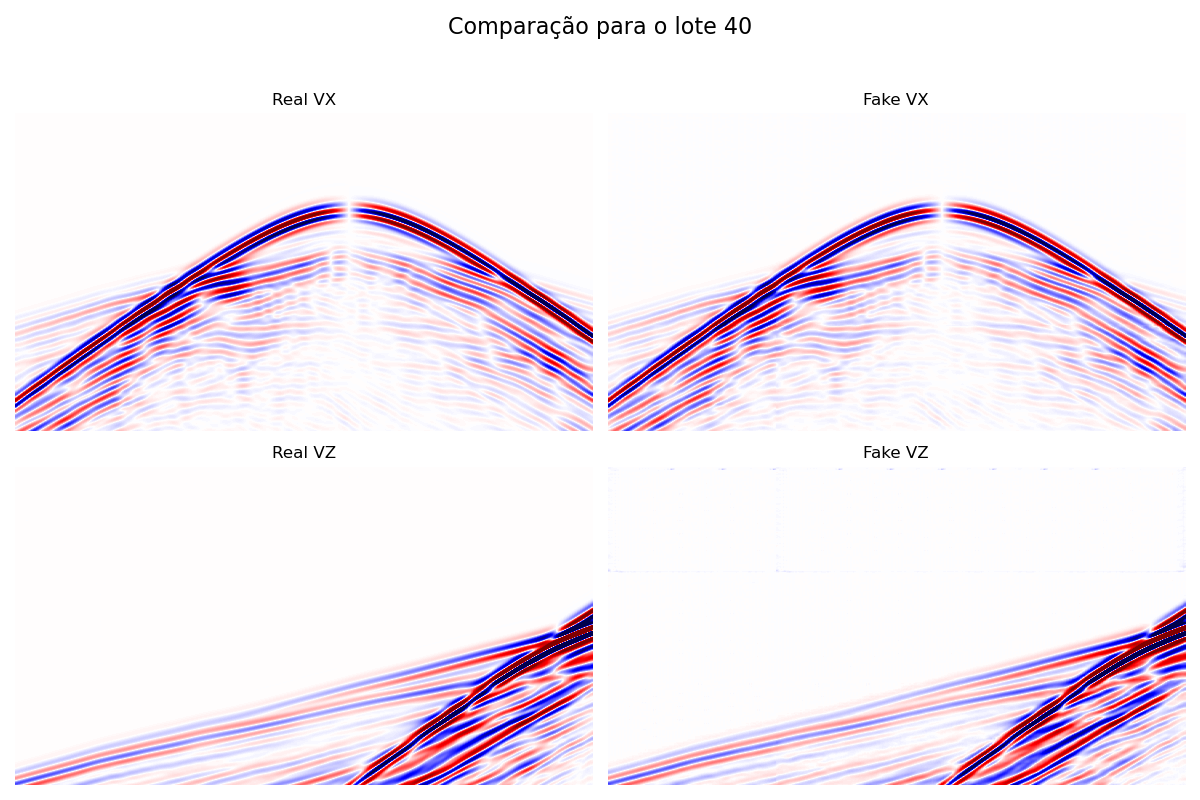 Comparação para o lote 40
Real VX
Fake VX
Real VZ
Fake VZ